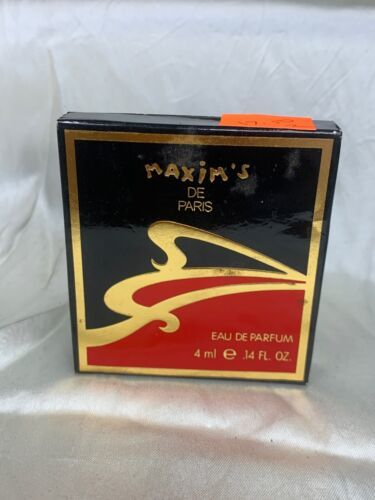 MAXIM'S
DE
PARIS
EAU DE PARFUM
4 ml ℮ .14 FL. OZ.